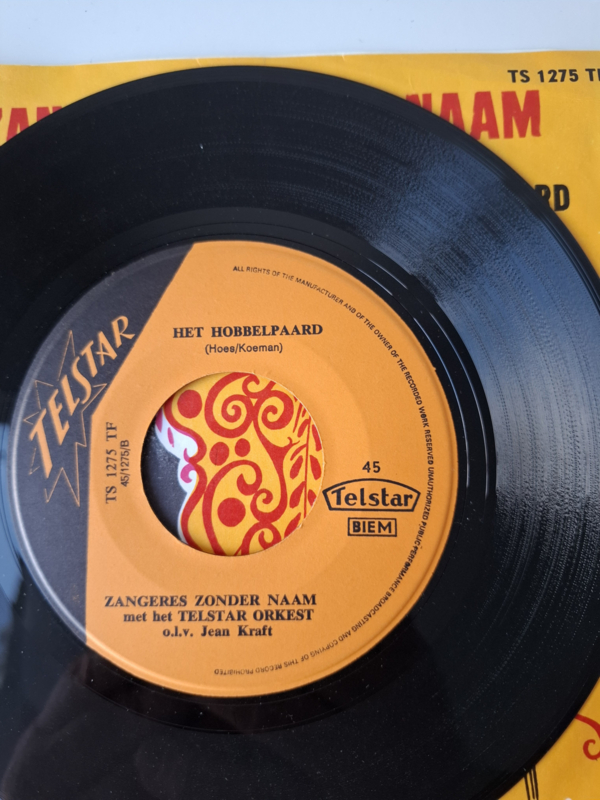 TS 1275 TF
ZAN NAAM
RD
ALL RIGHTS OF THE MANUFACTURER AND OF THE OWNER OF THE RECORDED WORK RESERVED UNAUTHORIZED PUBLIC PERFORMANCE BROADCASTING AND COPYING OF THIS RECORD PROHIBITED
TELSTAR
HET HOBBELPAARD
(Hoes/Koeman)
TS 1275 TF
45/1275/B
45
Telstar
BIEM
ZANGERES ZONDER NAAM
met het TELSTAR ORKEST
o.l.v. Jean Kraft